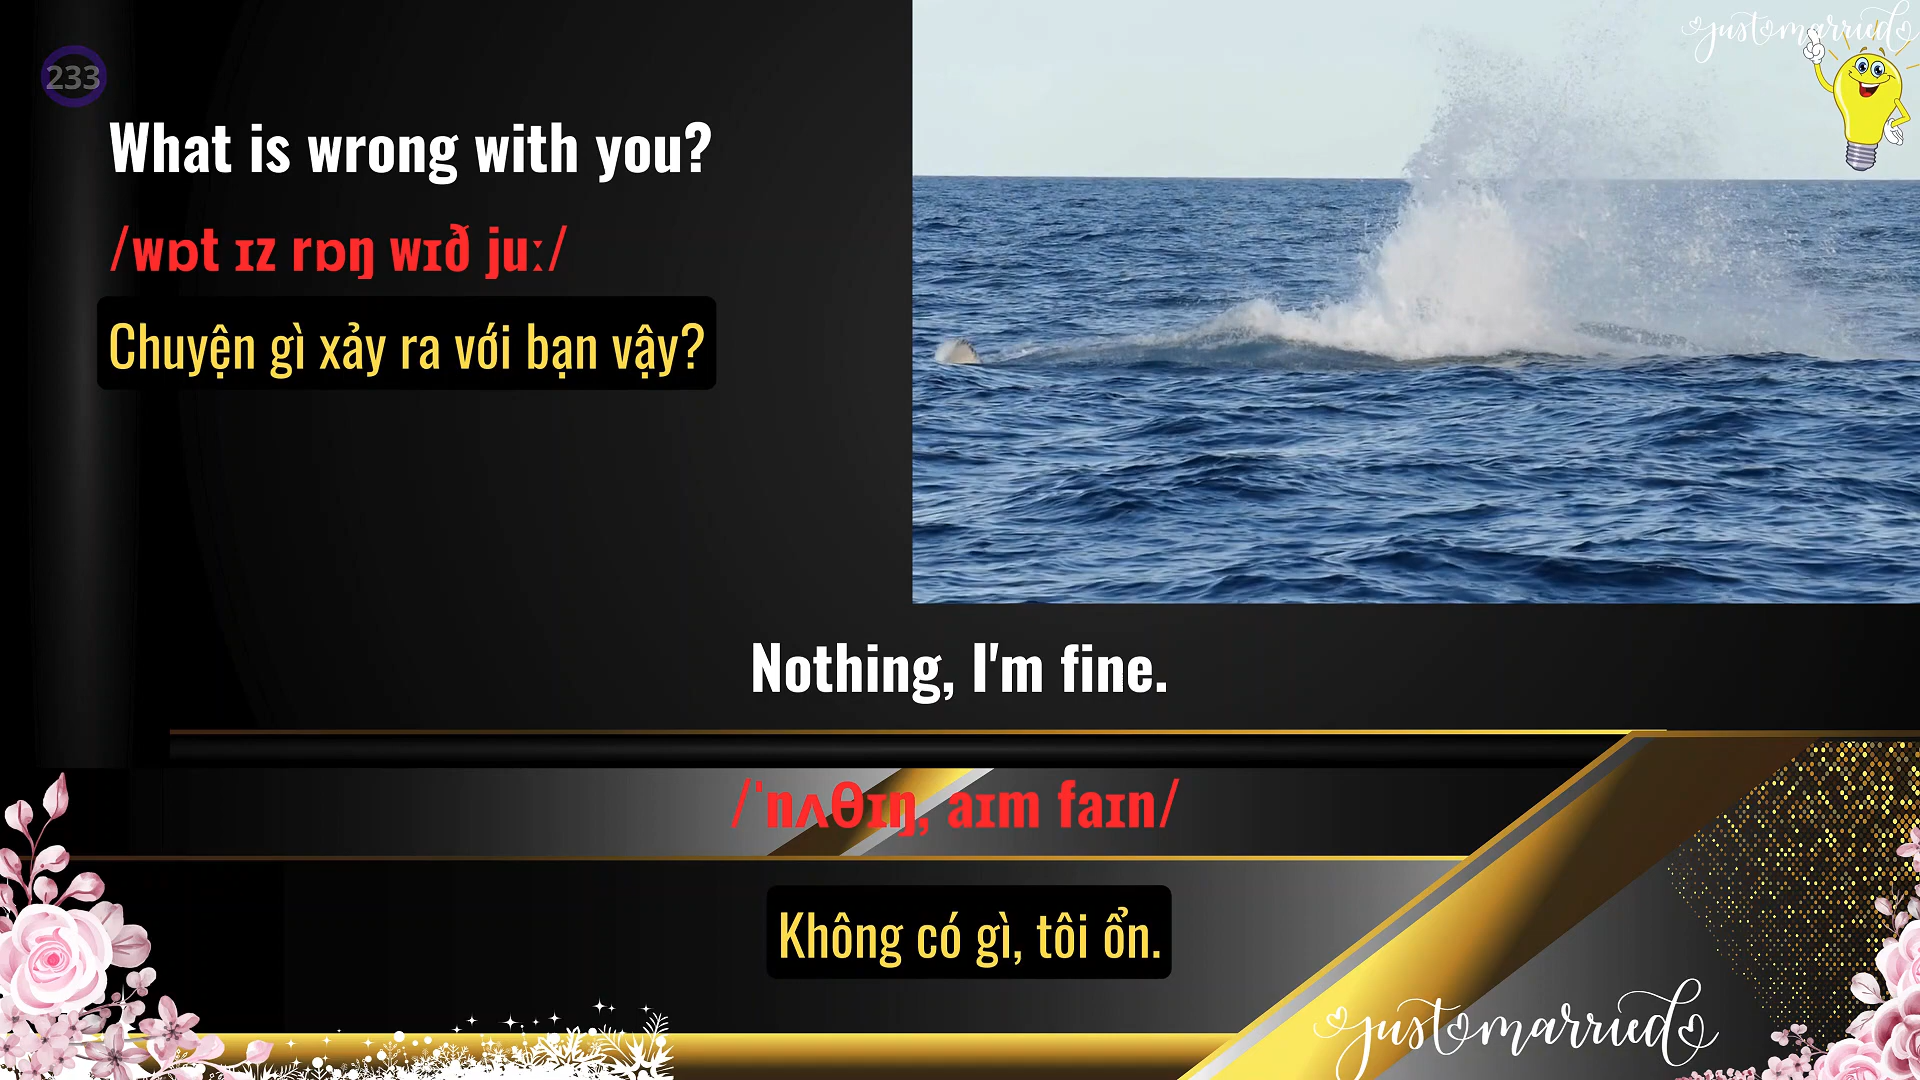 justmarried
233
What is wrong with you?
/wɒt ɪz rɒŋ wɪð juː/
Chuyện gì xảy ra với bạn vậy?
Nothing, I'm fine.
/ˈnʌθɪŋ, aɪm faɪn/
Không có gì, tôi ổn.
justmarried